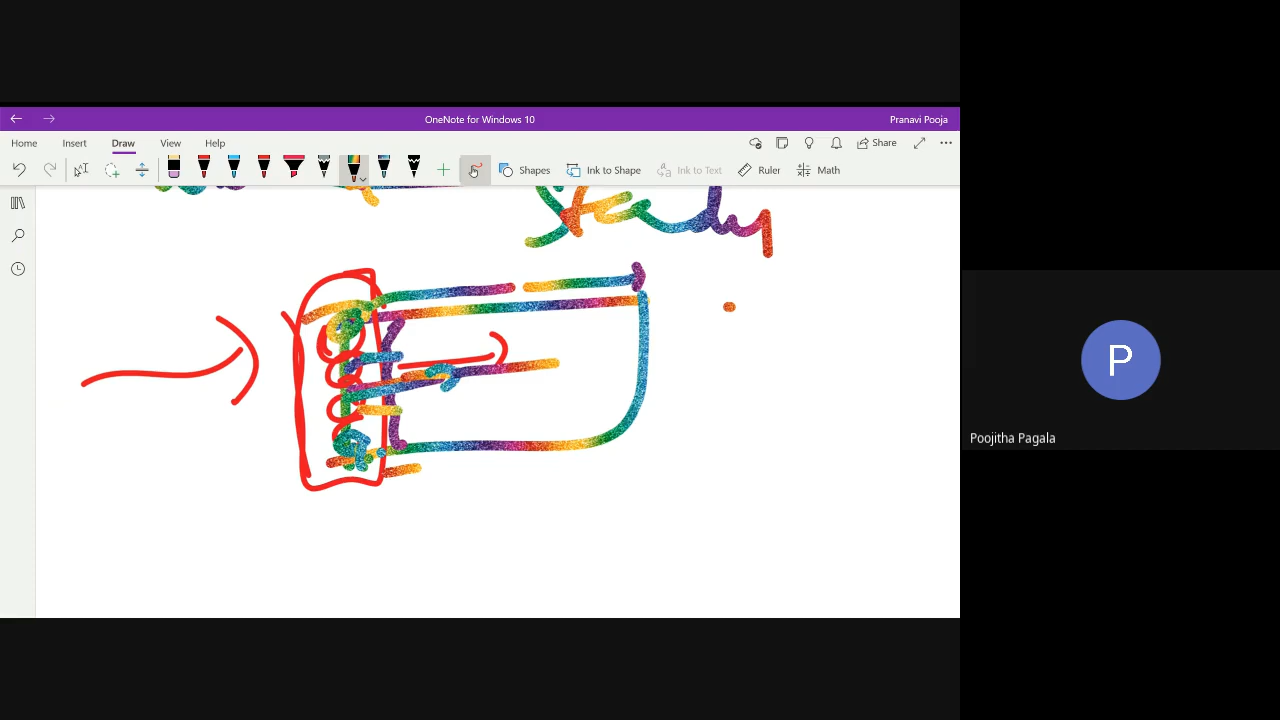 OneNote for Windows 10
Pranavi Pooja
Home Insert Draw View Help
Share
Shapes Ink to Shape Ink to Text Ruler Math
Study
P
Poojitha Pagala